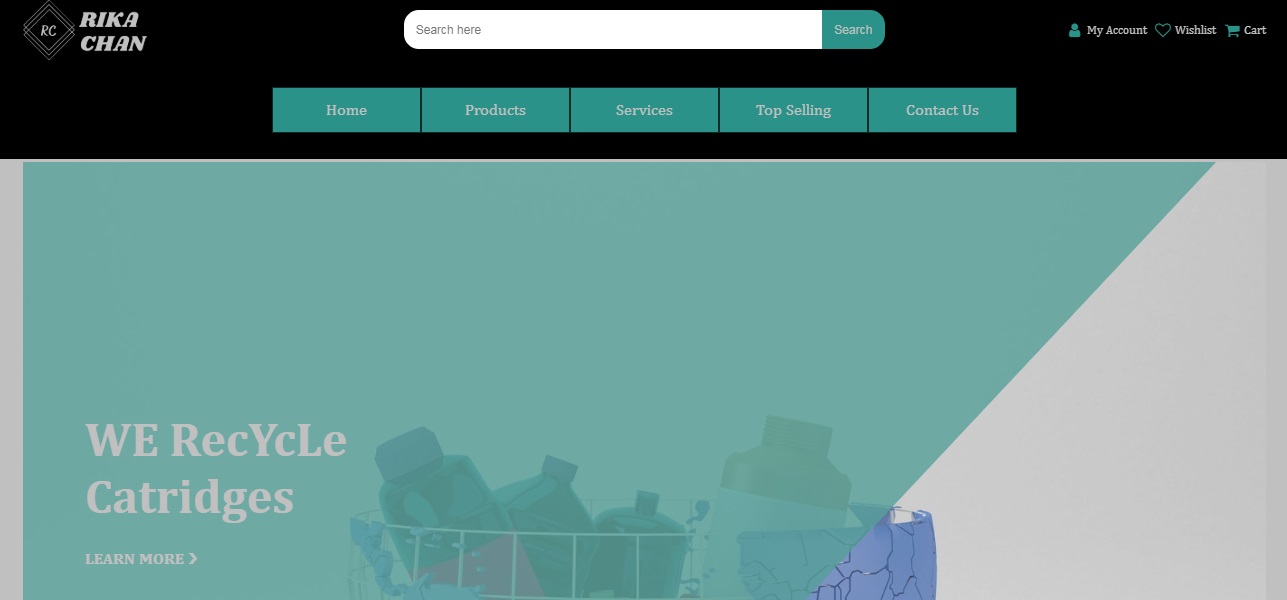 RC
RIKA
CHAN
Search here
Search
My Account
Wishlist
Cart
Home
Products
Services
Top Selling
Contact Us
WE RecYcLe
Catridges
LEARN MORE